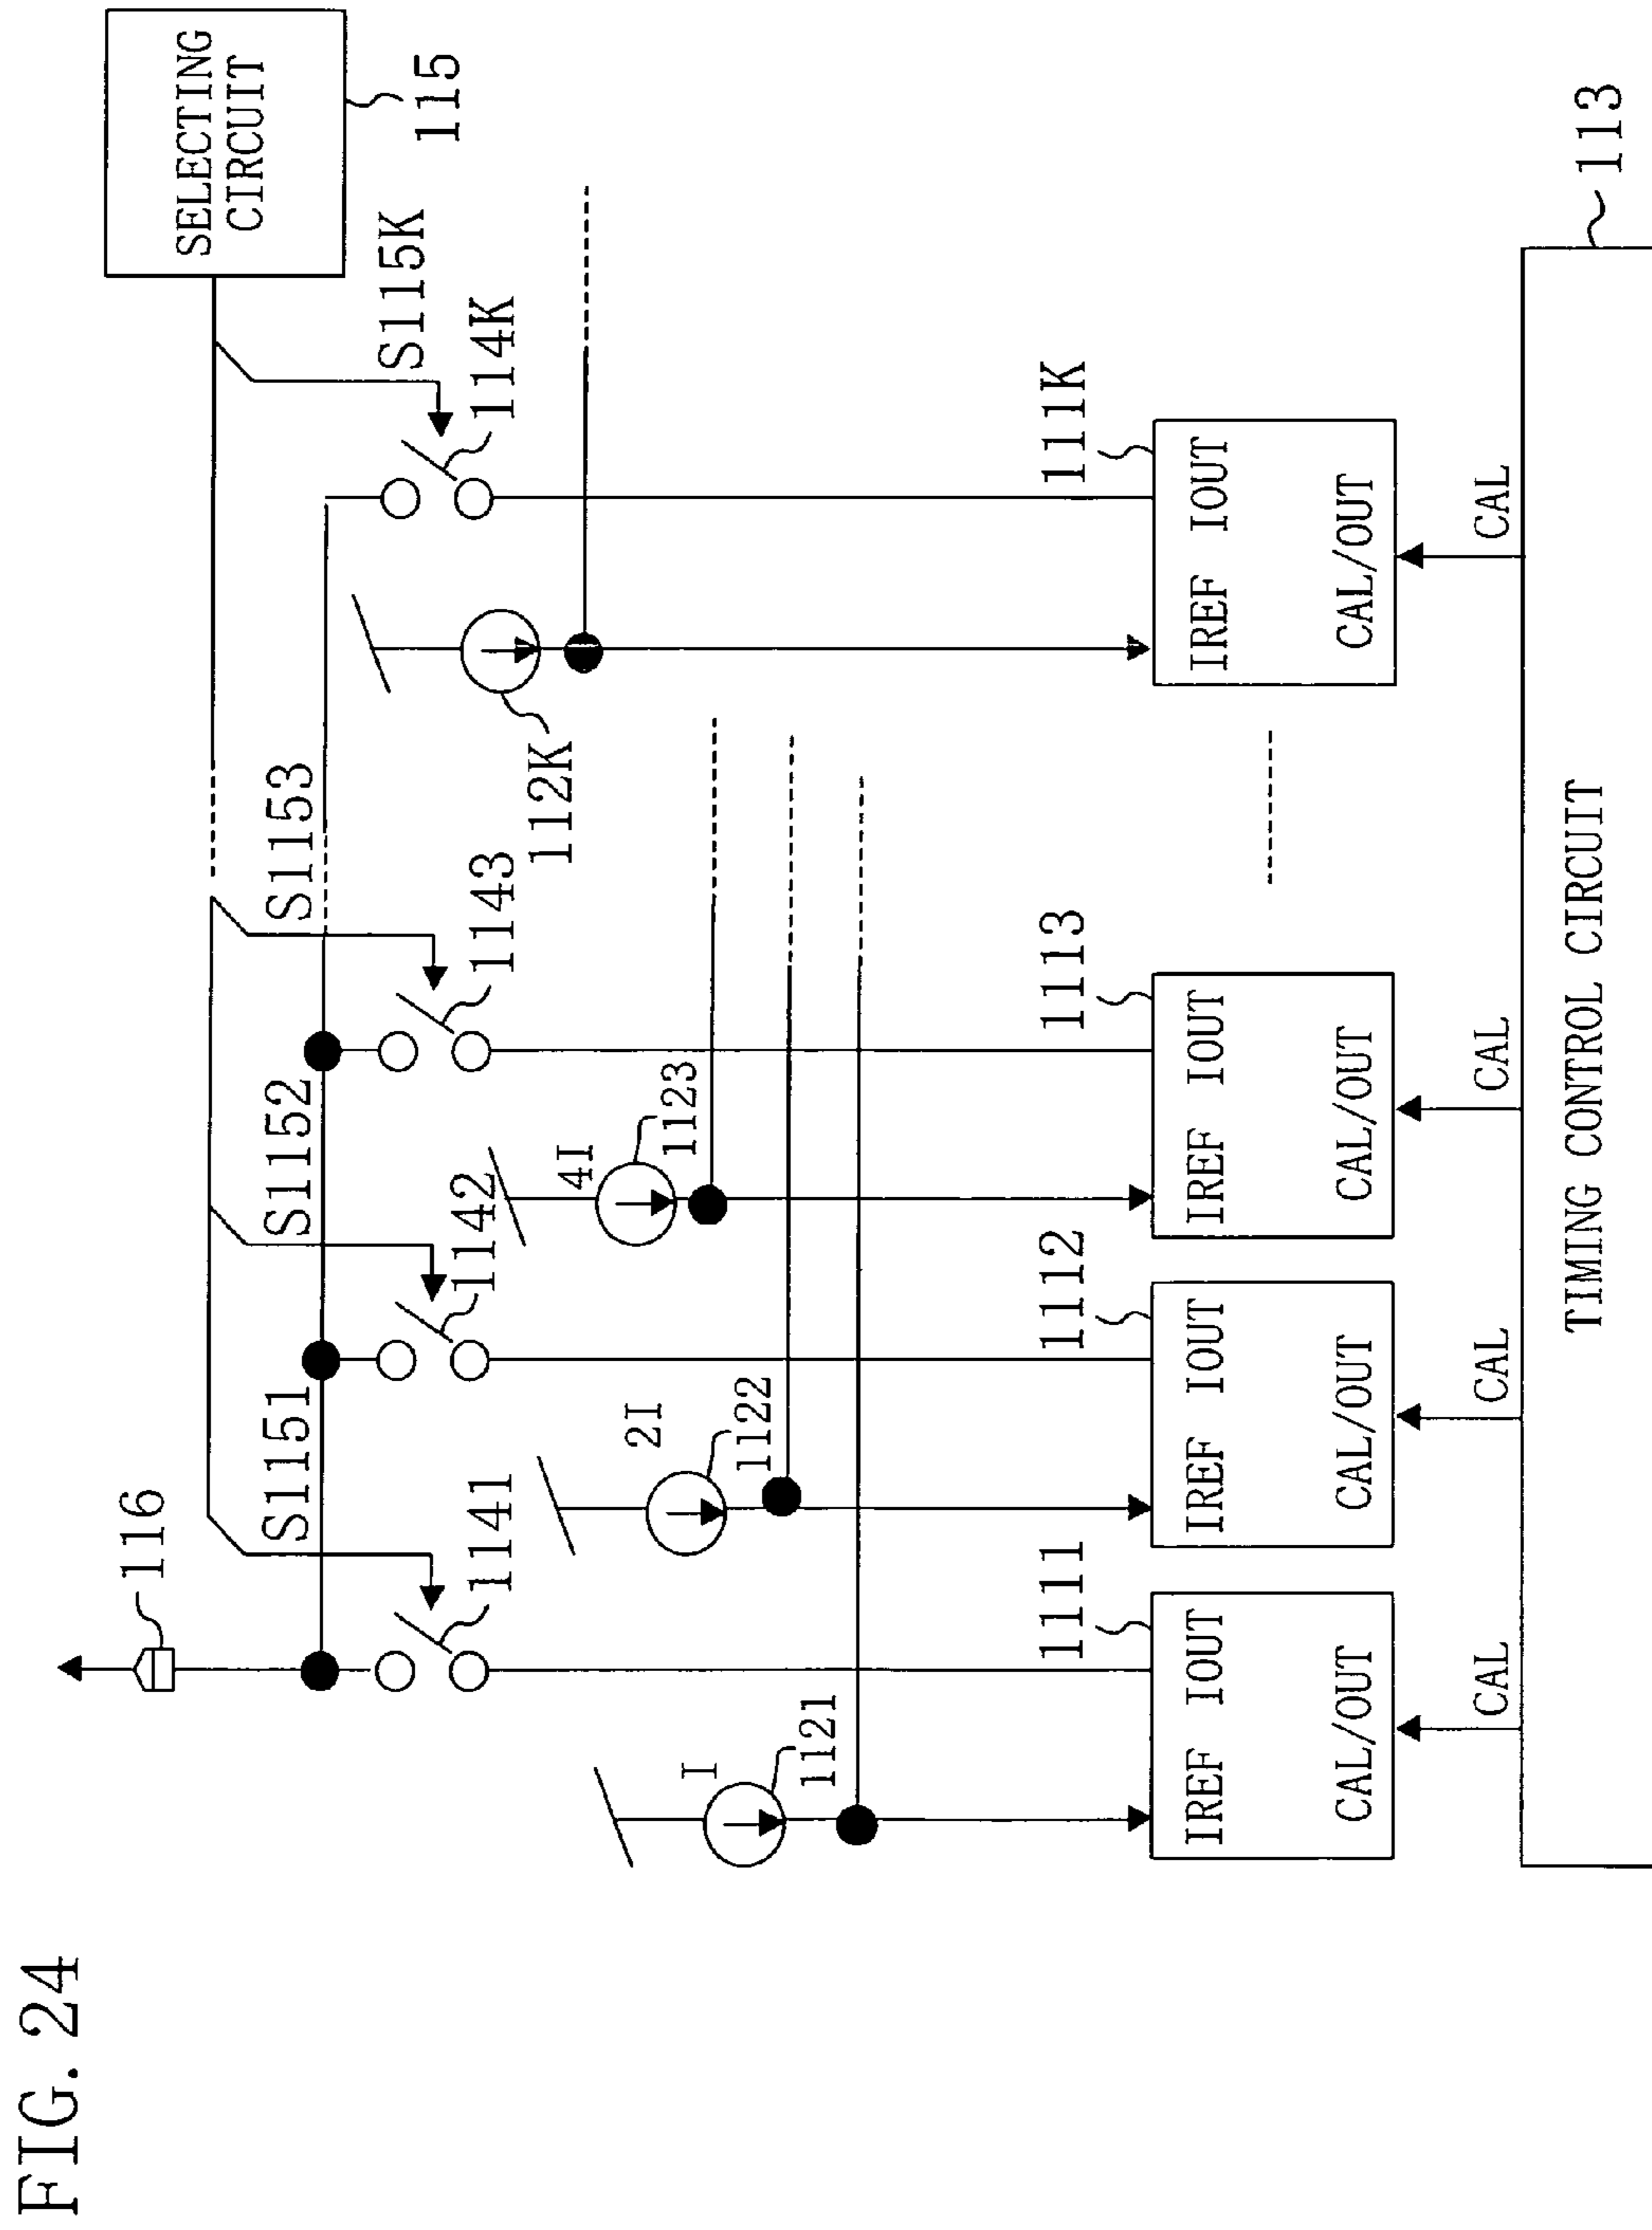 FIG. 24
SELECTING
CIRCUIT
115
116
S1151
S1152
S1153
S115K
1141
1142
1143
114K
I
1121
2I
1122
4I
1123
112K
1111
1112
1113
111K
IREF IOUT
CAL/OUT
IREF IOUT
CAL/OUT
IREF IOUT
CAL/OUT
IREF IOUT
CAL/OUT
CAL
CAL
CAL
CAL
TIMING CONTROL CIRCUIT
113